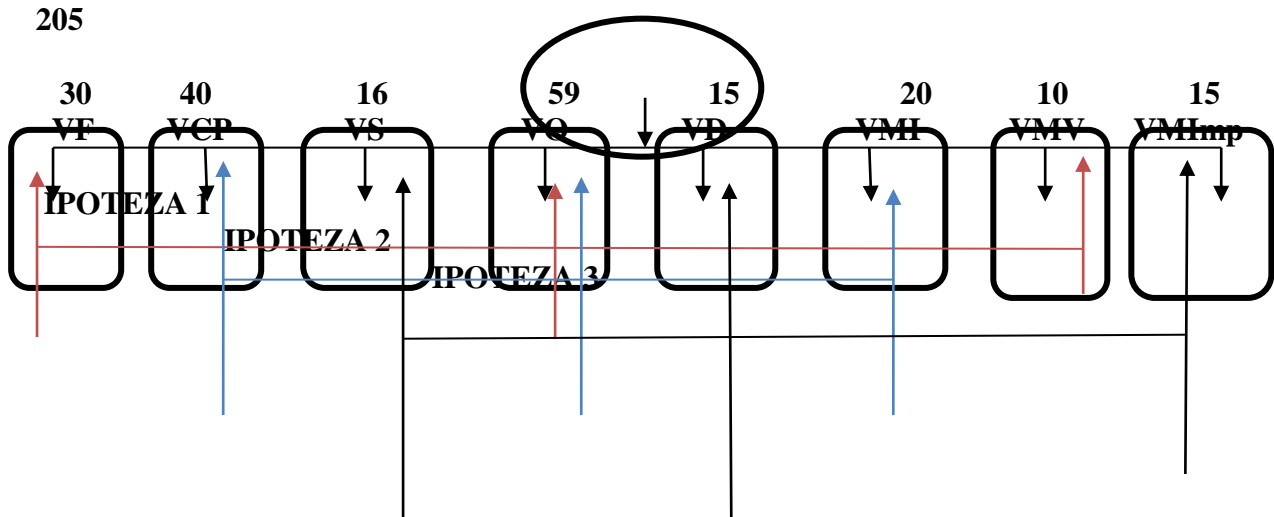 205
30 40 16 59 15 20 10 15
VF VCP VS VO VD VMI VMV VMImp
IPOTEZA 1
IPOTEZA 2
IPOTEZA 3